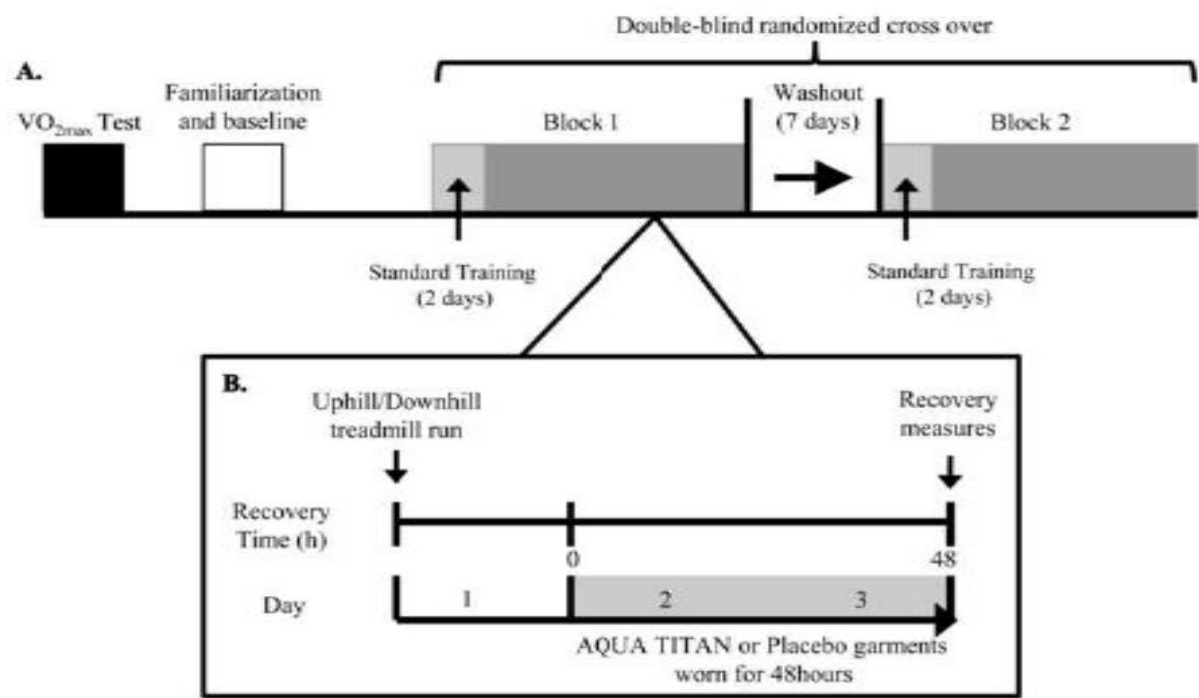 Double-blind randomized cross over
A.
Familiarization
and baseline
VO2max Test
Block 1
Washout
(7 days)
Block 2
Standard Training
(2 days)
Standard Training
(2 days)
B.
Uphill/Downhill
treadmill run
Recovery
measures
Recovery
Time (h)
0
48
Day
1
2
3
AQUA TITAN or Placebo garments
worn for 48hours